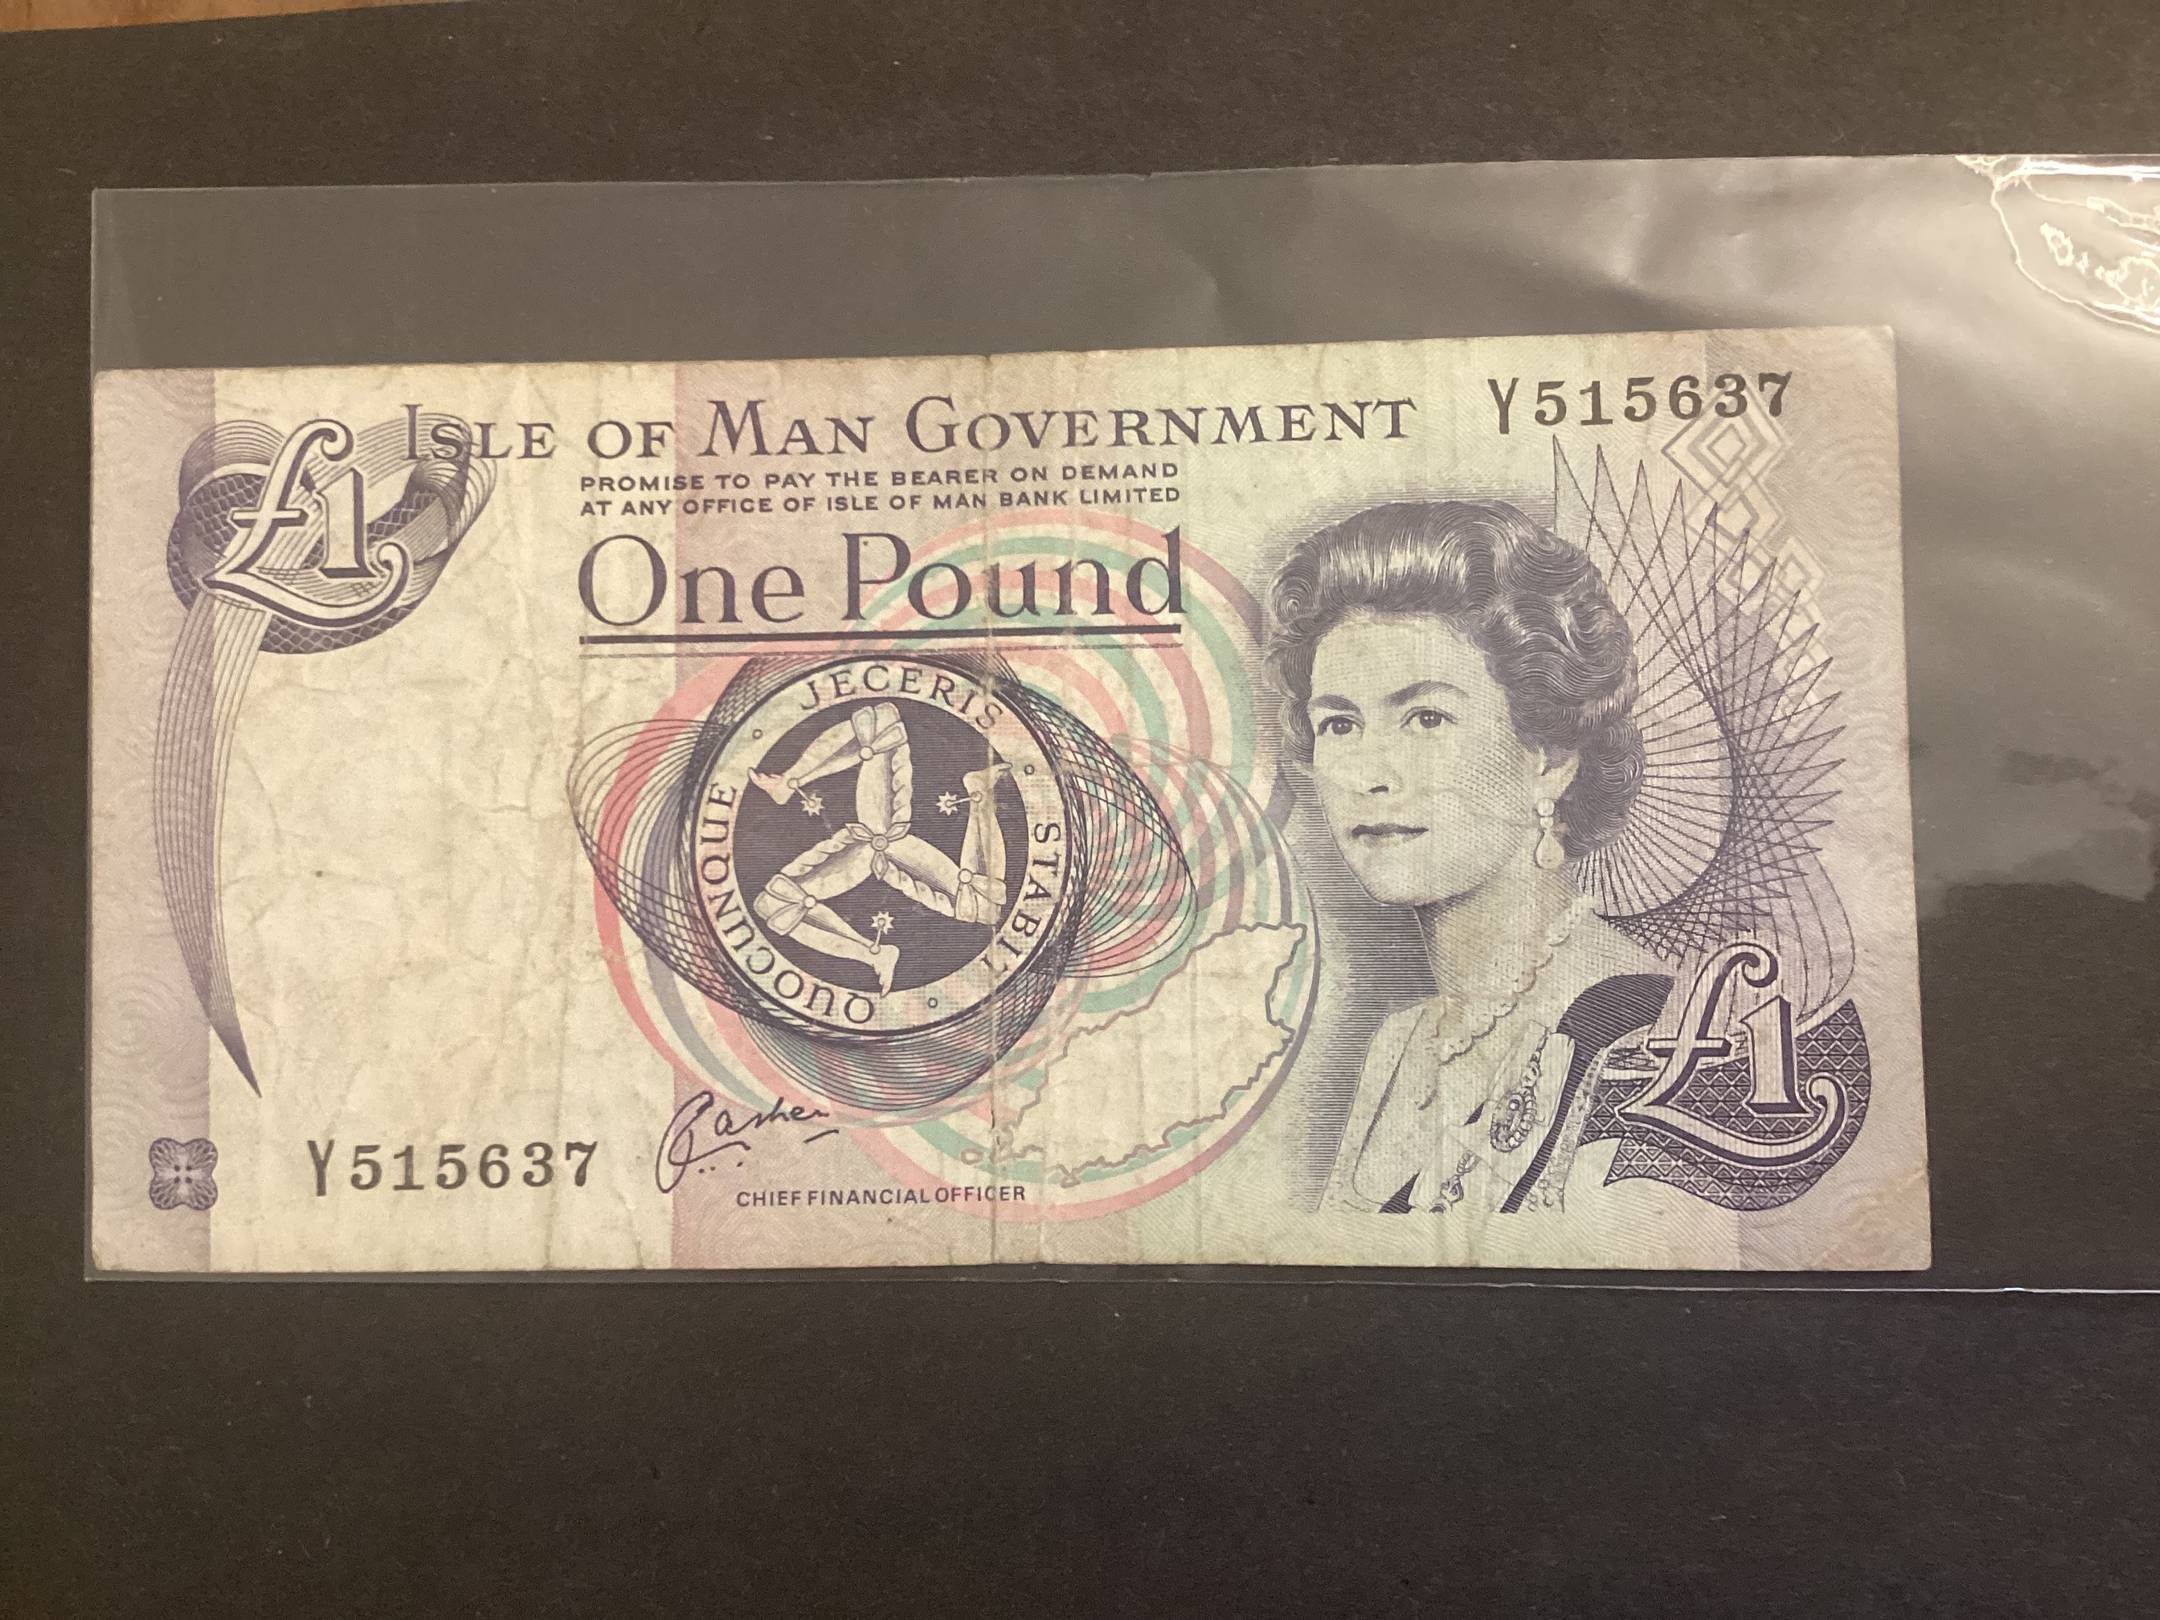 ISLE OF MAN GOVERNMENT Y515637
PROMISE TO PAY THE BEARER ON DEMAND
AT ANY OFFICE OF ISLE OF MAN BANK LIMITED
£1
One Pound
QUOCUNQUE JECERIS STABIT
£1
Y515637
CHIEF FINANCIAL OFFICER